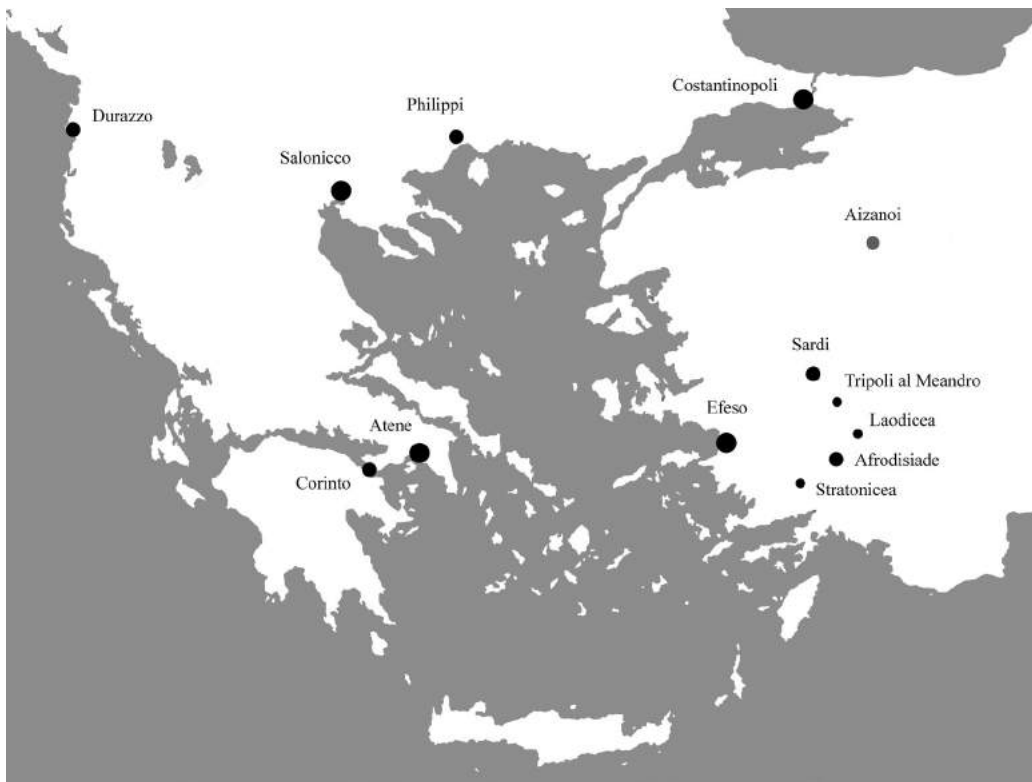 Costantinopoli
Philippi
Durazzo
Salonicco
Aizanoi
Sardi
Tripoli al Meandro
Efeso
Laodicea
Atene
Afrodisiade
Corinto
Stratonicea